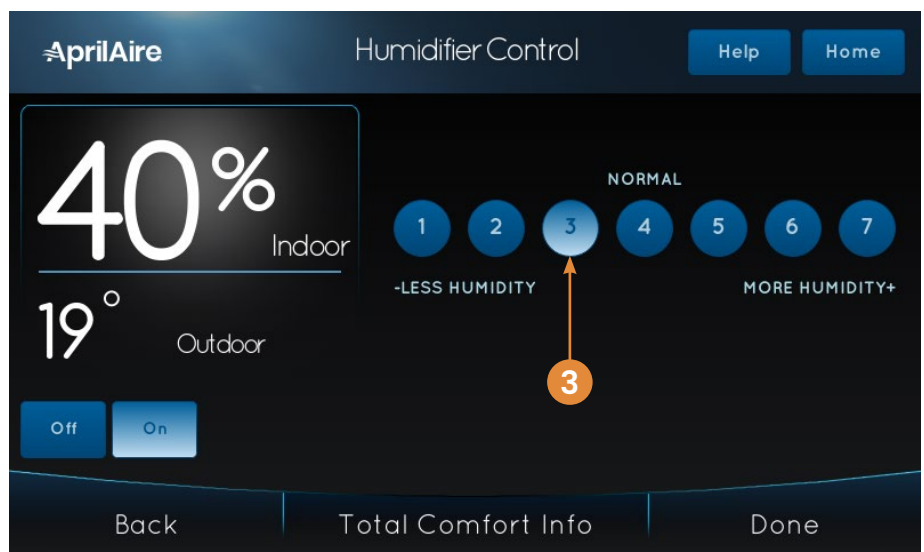 AprilAire
Humidifier Control
Help
Home
40%
Indoor
19°
Outdoor
NORMAL
1 2 3 4 5 6 7
-LESS HUMIDITY
MORE HUMIDITY+
3
Off
On
Back
Total Comfort Info
Done